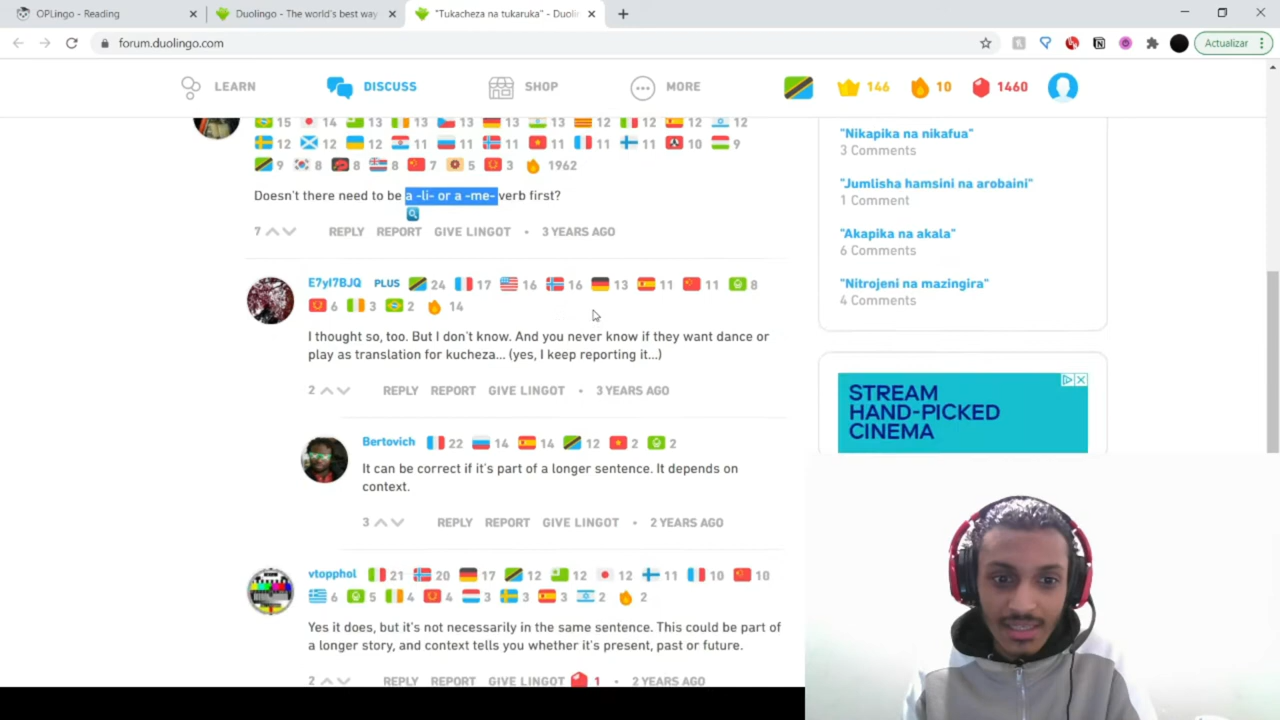 OPLingo - Reading
Duolingo - The world's best way
"Tukacheza na tukaruka" - Duolin
forum.duolingo.com
Actualizar
LEARN
DISCUSS
SHOP
MORE
146
10
1460
15 14 13 13 13 13 13 12 12 12 12
12 12 12 11 11 11 11 11 11 10 9
9 8 8 8 7 5 3 1962
Doesn't there need to be a -li- or a -me- verb first?
7 REPLY REPORT GIVE LINGOT • 3 YEARS AGO
E7yI7BJQ PLUS 24 17 16 16 13 11 11 8
6 3 2 14
I thought so, too. But I don't know. And you never know if they want dance or
play as translation for kucheza... (yes, I keep reporting it...)
2 REPLY REPORT GIVE LINGOT • 3 YEARS AGO
Bertovich 22 14 14 12 2 2
It can be correct if it's part of a longer sentence. It depends on
context.
3 REPLY REPORT GIVE LINGOT • 2 YEARS AGO
vtopphol 21 20 17 12 12 12 11 10 10
6 5 4 4 3 3 3 2 2
Yes it does, but it's not necessarily in the same sentence. This could be part of
a longer story, and context tells you whether it's present, past or future.
2 REPLY REPORT GIVE LINGOT 1 • 2 YEARS AGO
"Nikapika na nikafua"
3 Comments
"Jumlisha hamsini na arobaini"
1 Comment
"Akapika na akala"
6 Comments
"Nitrojeni na mazingira"
4 Comments
STREAM
HAND-PICKED
CINEMA